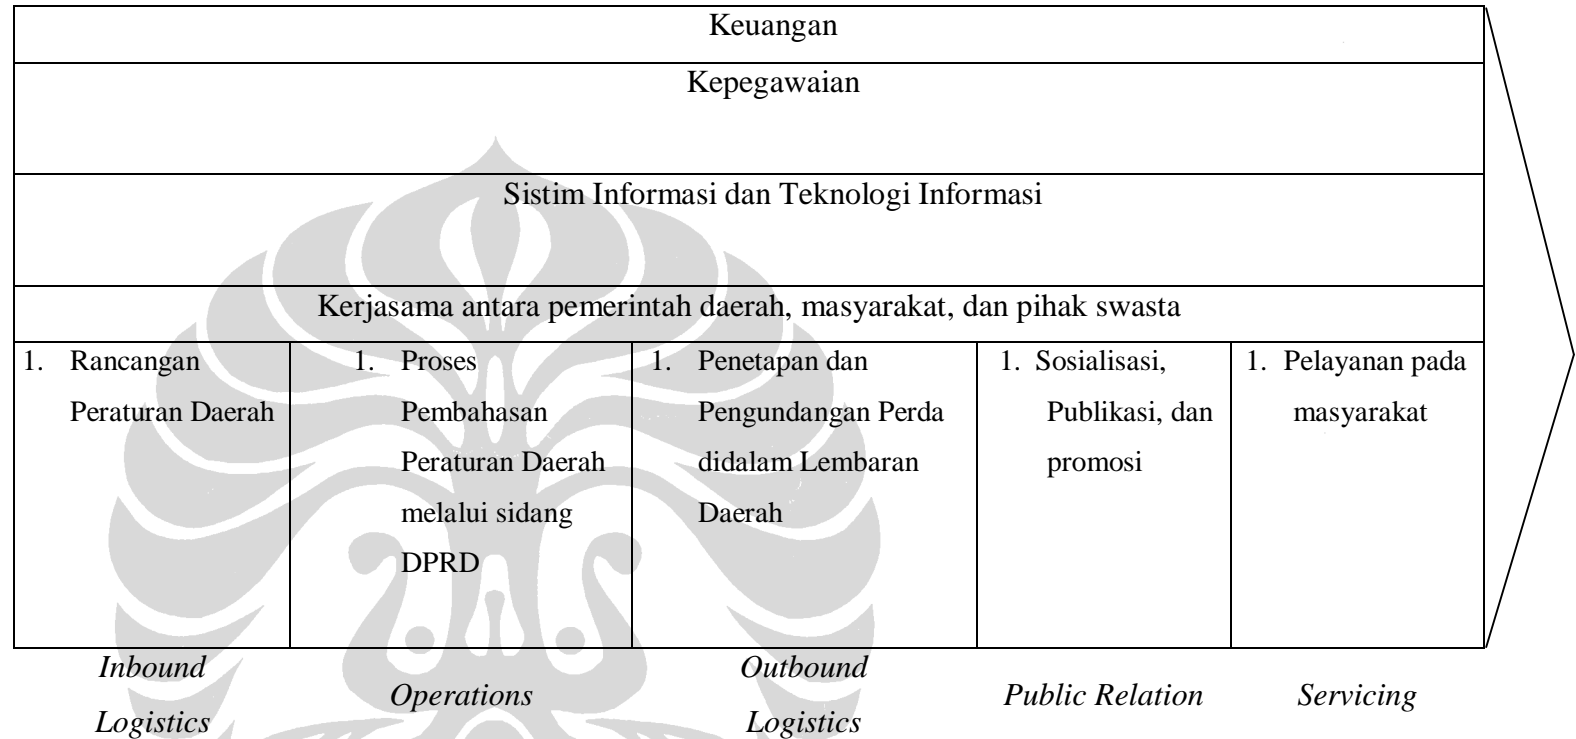 Keuangan
Kepegawaian
Sistim Informasi dan Teknologi Informasi
Kerjasama antara pemerintah daerah, masyarakat, dan pihak swasta
1. Rancangan
Peraturan Daerah
1. Proses
Pembahasan
Peraturan Daerah
melalui sidang
DPRD
1. Penetapan dan
Pengundangan Perda
didalam Lembaran
Daerah
1. Sosialisasi,
Publikasi, dan
promosi
1. Pelayanan pada
masyarakat
Inbound
Logistics
Operations
Outbound
Logistics
Public Relation
Servicing